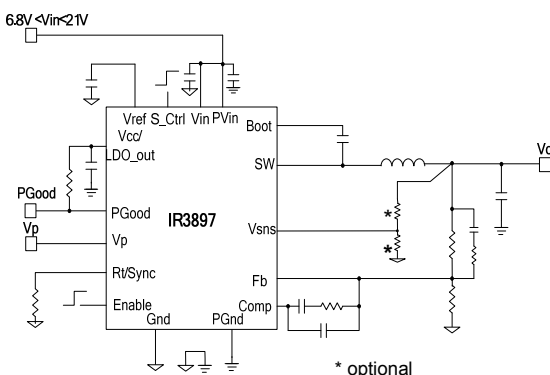 6.8V <Vin<21V
Vref S_Ctrl Vin PVin
Vcc/
LDO_out
Boot
SW
Vo
PGood
PGood
IR3897
Vp
Vp
Vsns
*
*
Rt/Sync
Fb
Enable
Comp
Gnd
PGnd
* optional